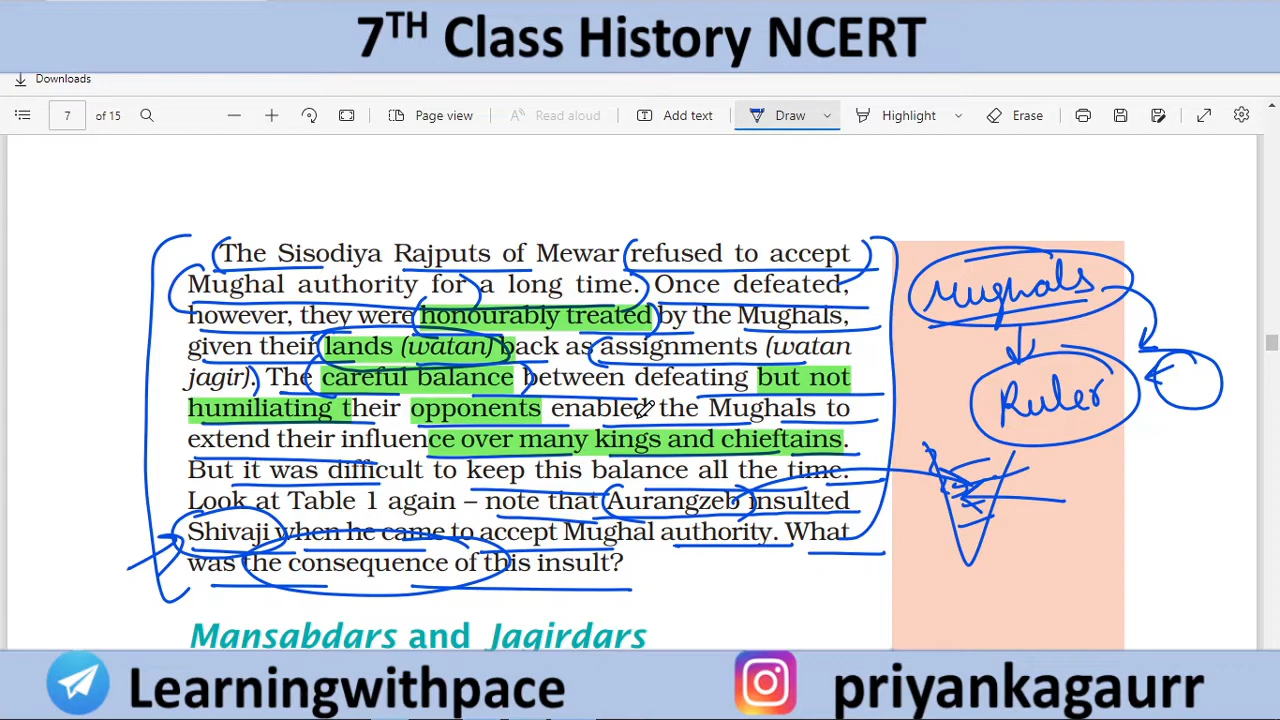 7TH Class History NCERT
Downloads
7 of 15 Page view Read aloud Add text Draw Highlight Erase
The Sisodiya Rajputs of Mewar refused to accept
Mughal authority for a long time. Once defeated,
however, they were honourably treated by the Mughals,
given their lands (watan) back as assignments (watan
jagir). The careful balance between defeating but not
humiliating their opponents enabled the Mughals to
extend their influence over many kings and chieftains.
But it was difficult to keep this balance all the time.
Look at Table 1 again – note that Aurangzeb insulted
Shivaji when he came to accept Mughal authority. What
was the consequence of this insult?
Mughals
Ruler
Mansabdars and Jagirdars
Learningwithpace priyankagaurr